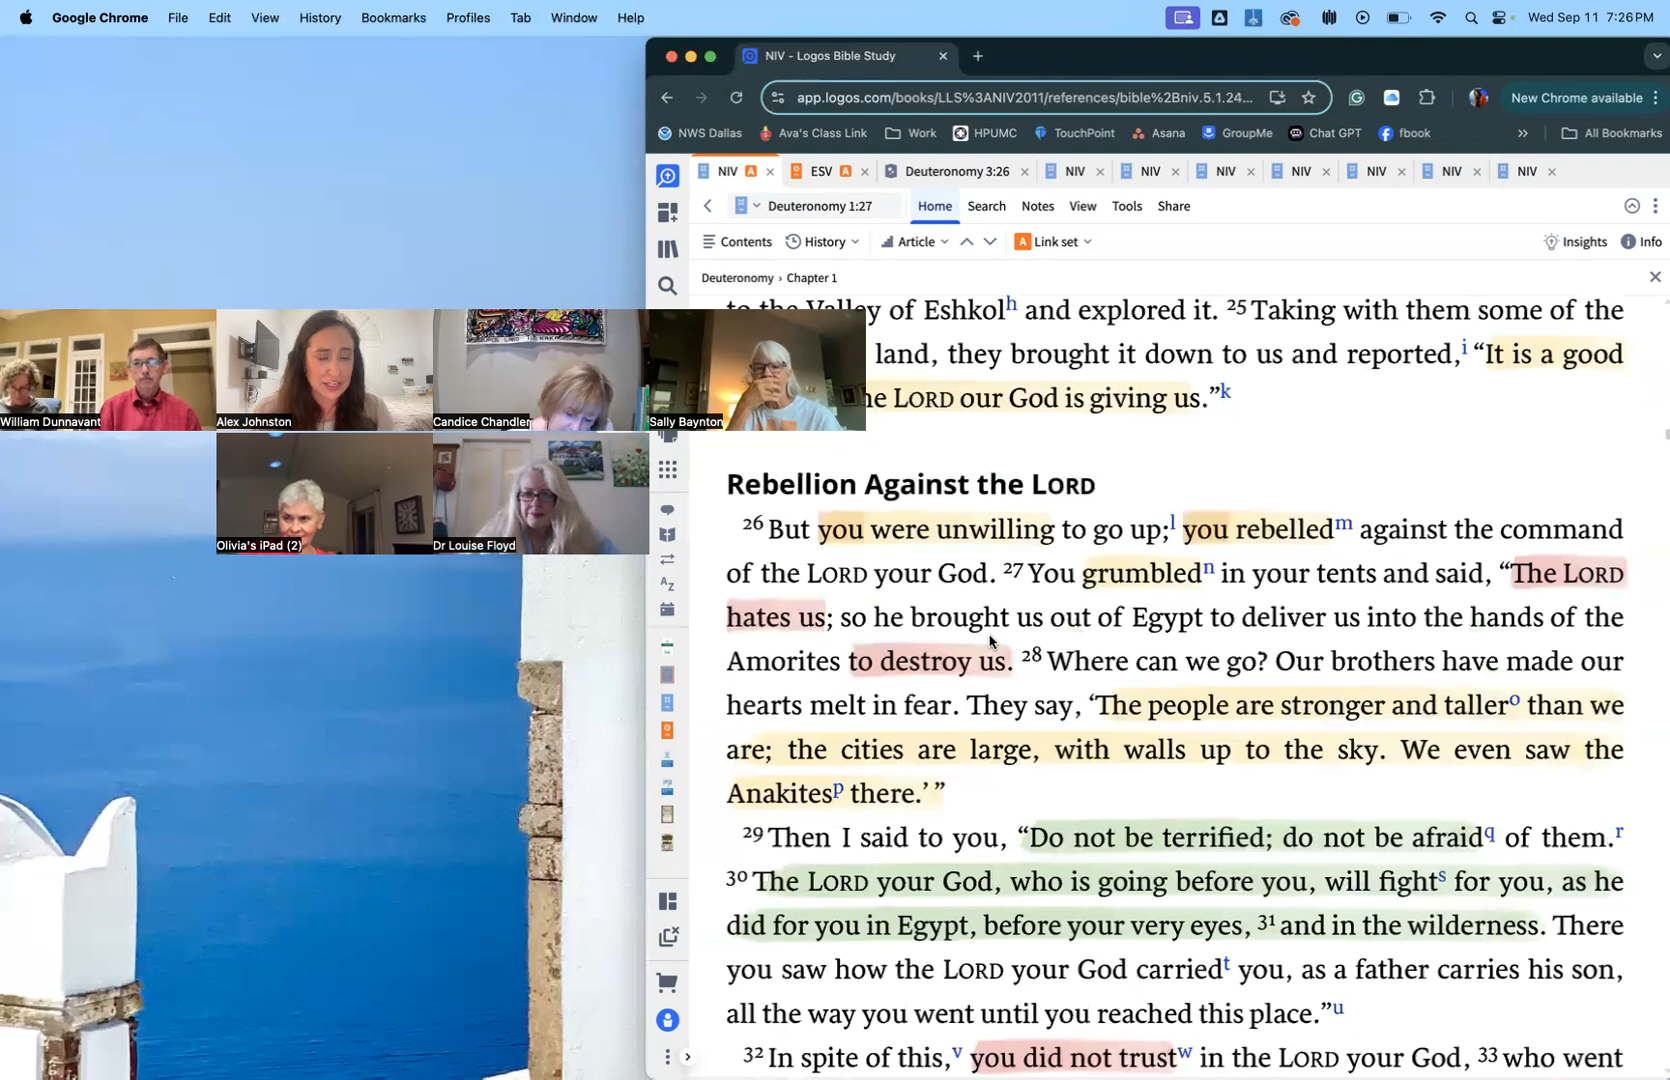 Google Chrome File Edit View History Bookmarks Profiles Tab Window Help Wed Sep 11 7:26 PM
NIV - Logos Bible Study
app.logos.com/books/LLS%3ANIV2011/references/bible%2Bniv.5.1.24... New Chrome available
NWS Dallas Ava's Class Link Work HPUMC TouchPoint Asana GroupMe Chat GPT fbook » All Bookmarks
NIV A ESV A Deuteronomy 3:26 NIV NIV NIV NIV NIV NIV NIV
Deuteronomy 1:27 Home Search Notes View Tools Share
Contents History Article A Link set Insights Info
Deuteronomy › Chapter 1
to the Valley of Eshkol h and explored it. 25 Taking with them some of the
land, they brought it down to us and reported, i “It is a good
he LORD our God is giving us.” k
William Dunnavant
Alex Johnston
Candice Chandler
Sally Baynton
Olivia's iPad (2)
Dr Louise Floyd
Rebellion Against the LORD
26 But you were unwilling to go up; l you rebelled m against the command
of the LORD your God. 27 You grumbled n in your tents and said, “The LORD
hates us; so he brought us out of Egypt to deliver us into the hands of the
Amorites to destroy us. 28 Where can we go? Our brothers have made our
hearts melt in fear. They say, ‘The people are stronger and taller o than we
are; the cities are large, with walls up to the sky. We even saw the
Anakites p there.’ ”
29 Then I said to you, “Do not be terrified; do not be afraid q of them. r
30 The LORD your God, who is going before you, will fight s for you, as he
did for you in Egypt, before your very eyes, 31 and in the wilderness. There
you saw how the LORD your God carried t you, as a father carries his son,
all the way you went until you reached this place.” u
32 In spite of this, v you did not trust w in the LORD your God, 33 who went